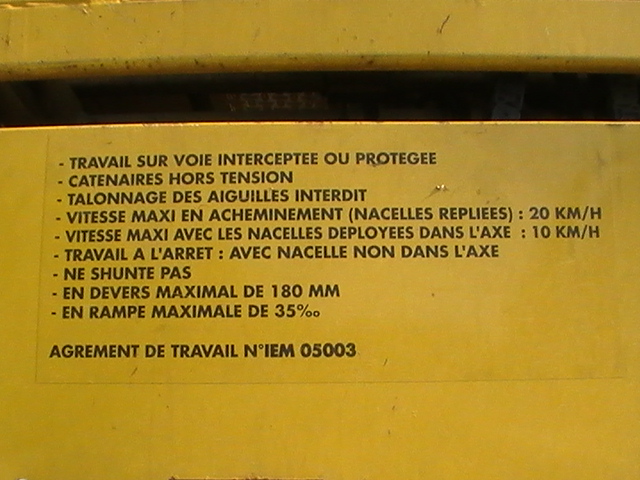 - TRAVAIL SUR VOIE INTERCEPTEE OU PROTEGEE
- CATENAIRES HORS TENSION
- TALONNAGE DES AIGUILLES INTERDIT
- VITESSE MAXI EN ACHEMINEMENT (NACELLES REPLIEES) : 20 KM/H
- VITESSE MAXI AVEC LES NACELLES DEPLOYEES DANS L'AXE : 10 KM/H
- TRAVAIL A L'ARRET : AVEC NACELLE NON DANS L'AXE
- NE SHUNTE PAS
- EN DEVERS MAXIMAL DE 180 MM
- EN RAMPE MAXIMALE DE 35‰
AGREMENT DE TRAVAIL N°IEM 05003